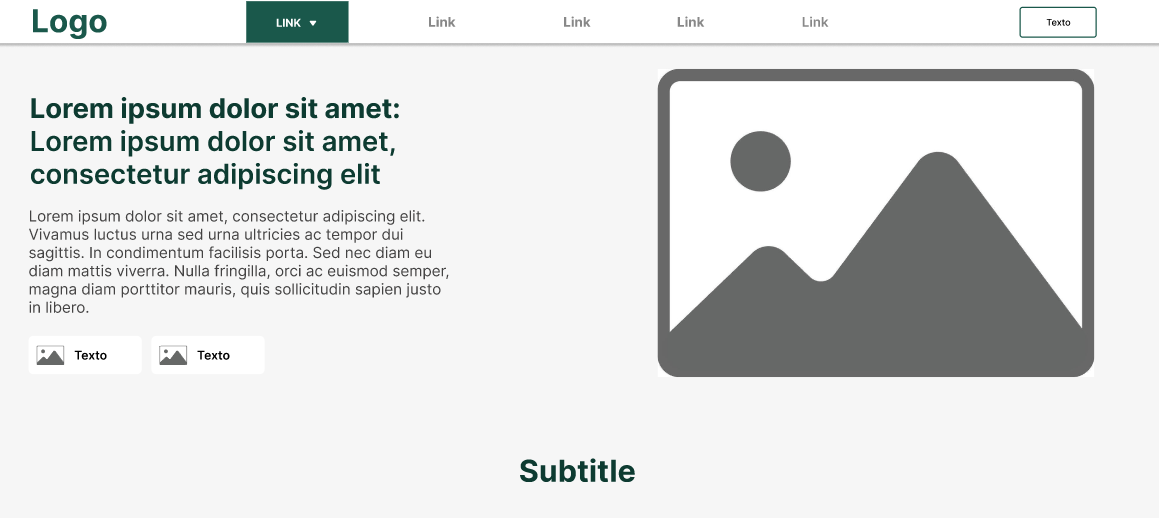 Logo
LINK
Link
Link
Link
Link
Texto
Lorem ipsum dolor sit amet:
Lorem ipsum dolor sit amet,
consectetur adipiscing elit
Lorem ipsum dolor sit amet, consectetur adipiscing elit.
Vivamus luctus urna sed urna ultricies ac tempor dui
sagittis. In condimentum facilisis porta. Sed nec diam eu
diam mattis viverra. Nulla fringilla, orci ac euismod semper,
magna diam porttitor mauris, quis sollicitudin sapien justo
in libero.
Texto
Texto
Subtitle